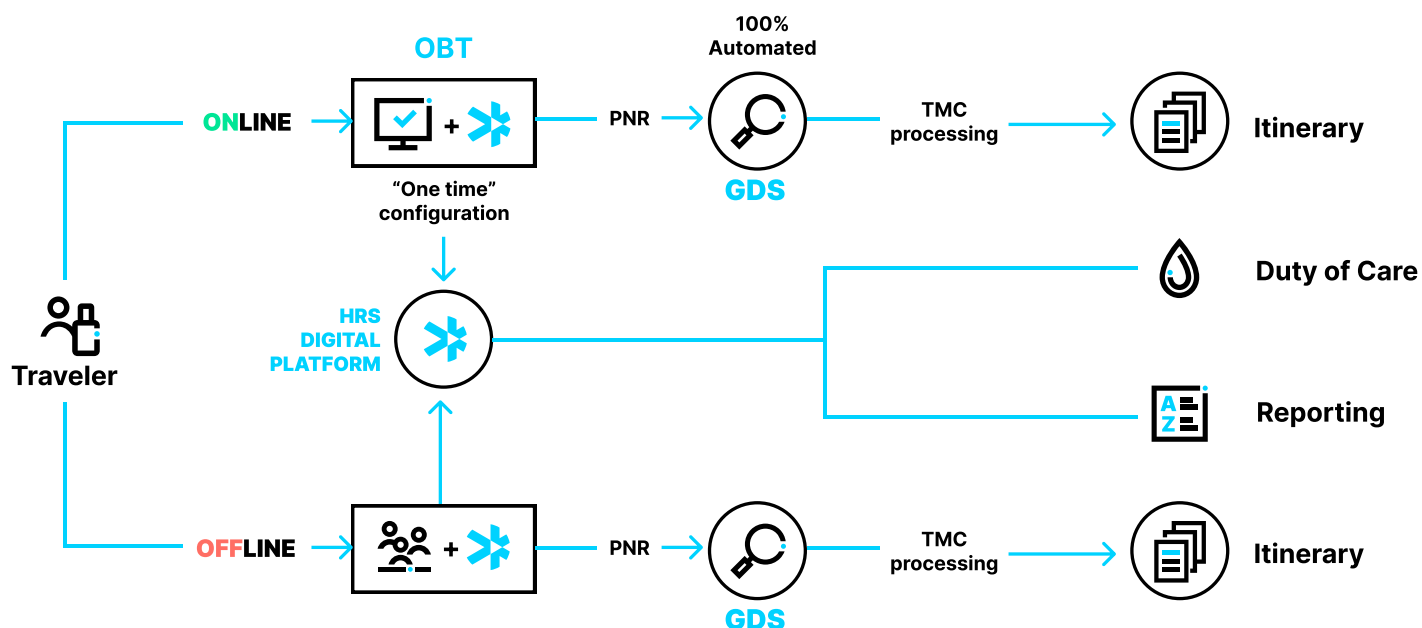 100%
Automated
OBT
ONLINE
PNR
TMC
processing
Itinerary
GDS
“One time”
configuration
Duty of Care
HRS
DIGITAL
PLATFORM
Traveler
A
Z
Reporting
OFFLINE
PNR
TMC
processing
Itinerary
GDS